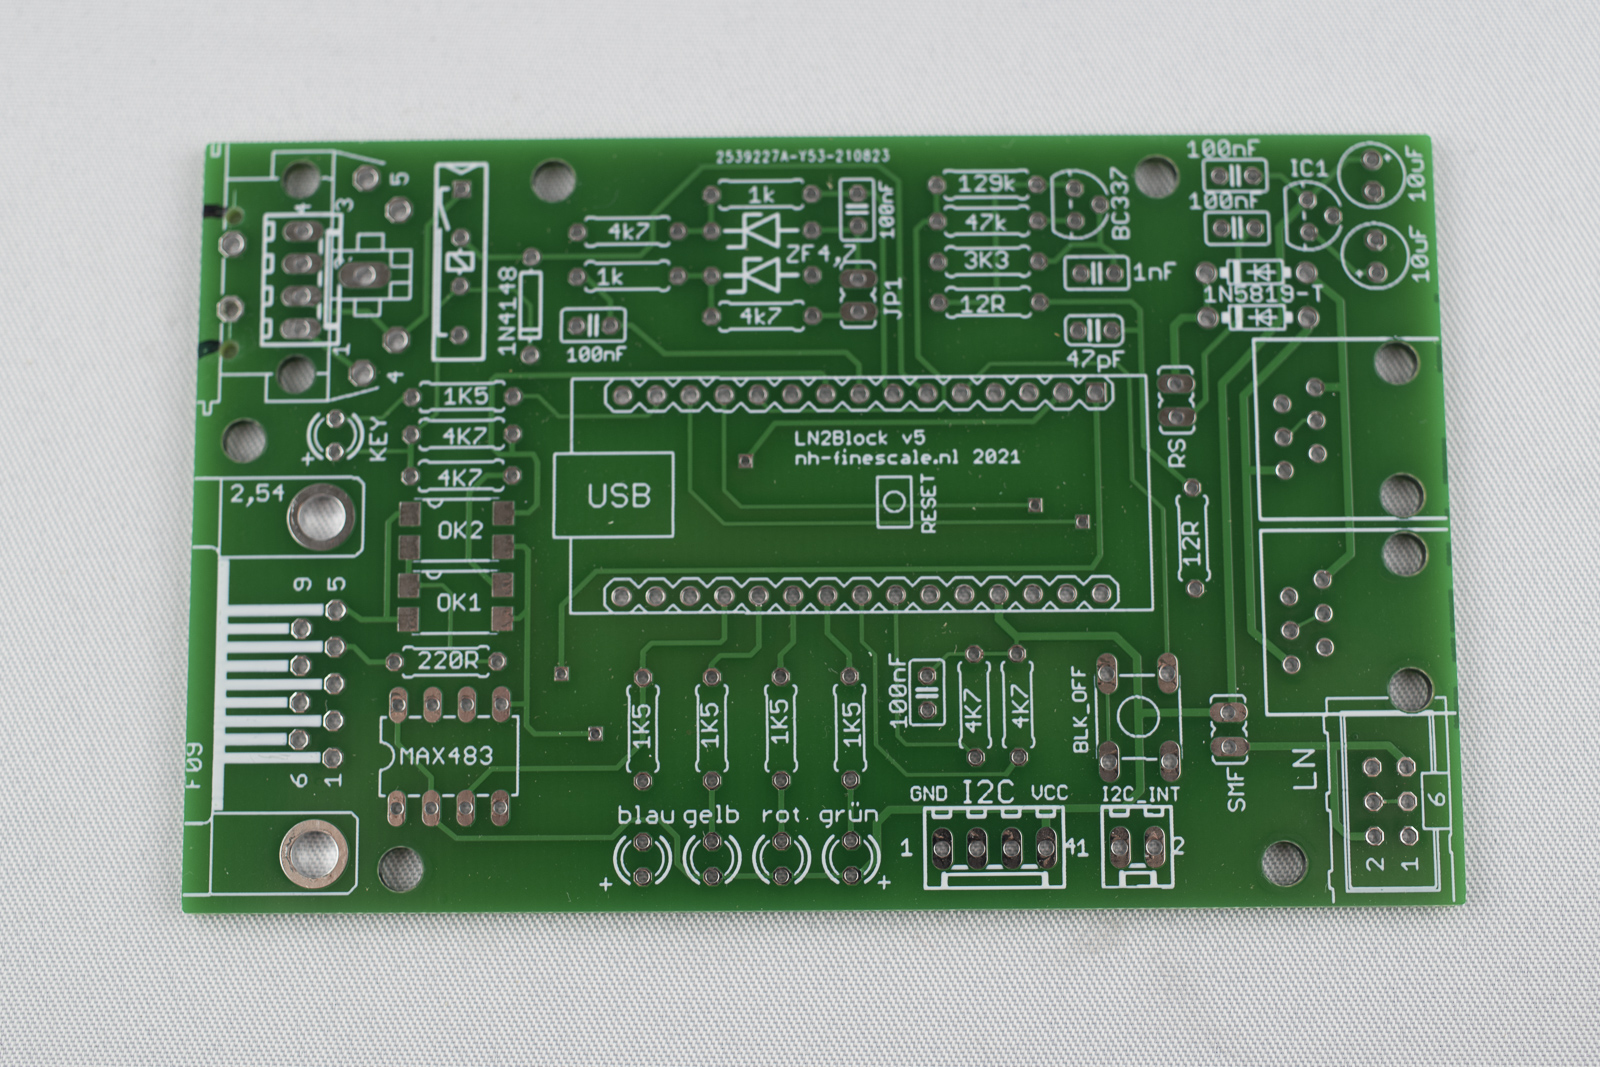 2539227A-Y53-210823
5
3
4
1
4
KEY
+
1N4148
100nF
4k7
1k
1k
ZF4,7
4k7
100nF
JP1
129k
47k
3K3
12R
BC337
1nF
47pF
100nF
100nF
IC1
10uF
10uF
1N5819-T
1K5
4K7
4K7
OK2
OK1
220R
MAX483
2,54
9
5
6
1
F09
USB
LN2Block v5
nh-finescale.nl 2021
RESET
RS
12R
1K5
1K5
1K5
1K5
100nF
4K7
4K7
BLK_OFF
SMF
LN
6
2
1
blau
gelb
rot
grün
+
+
GND
I2C
VCC
1
4
I2C_INT
1
2